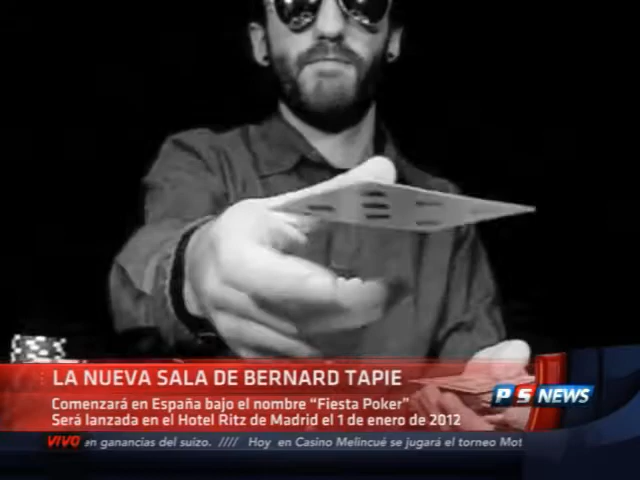 LA NUEVA SALA DE BERNARD TAPIE
Comenzará en España bajo el nombre "Fiesta Poker"
Será lanzada en el Hotel Ritz de Madrid el 1 de enero de 2012
PS NEWS
VIVO en ganancias del suizo. //// Hoy en Casino Melincué se jugará el torneo Mot